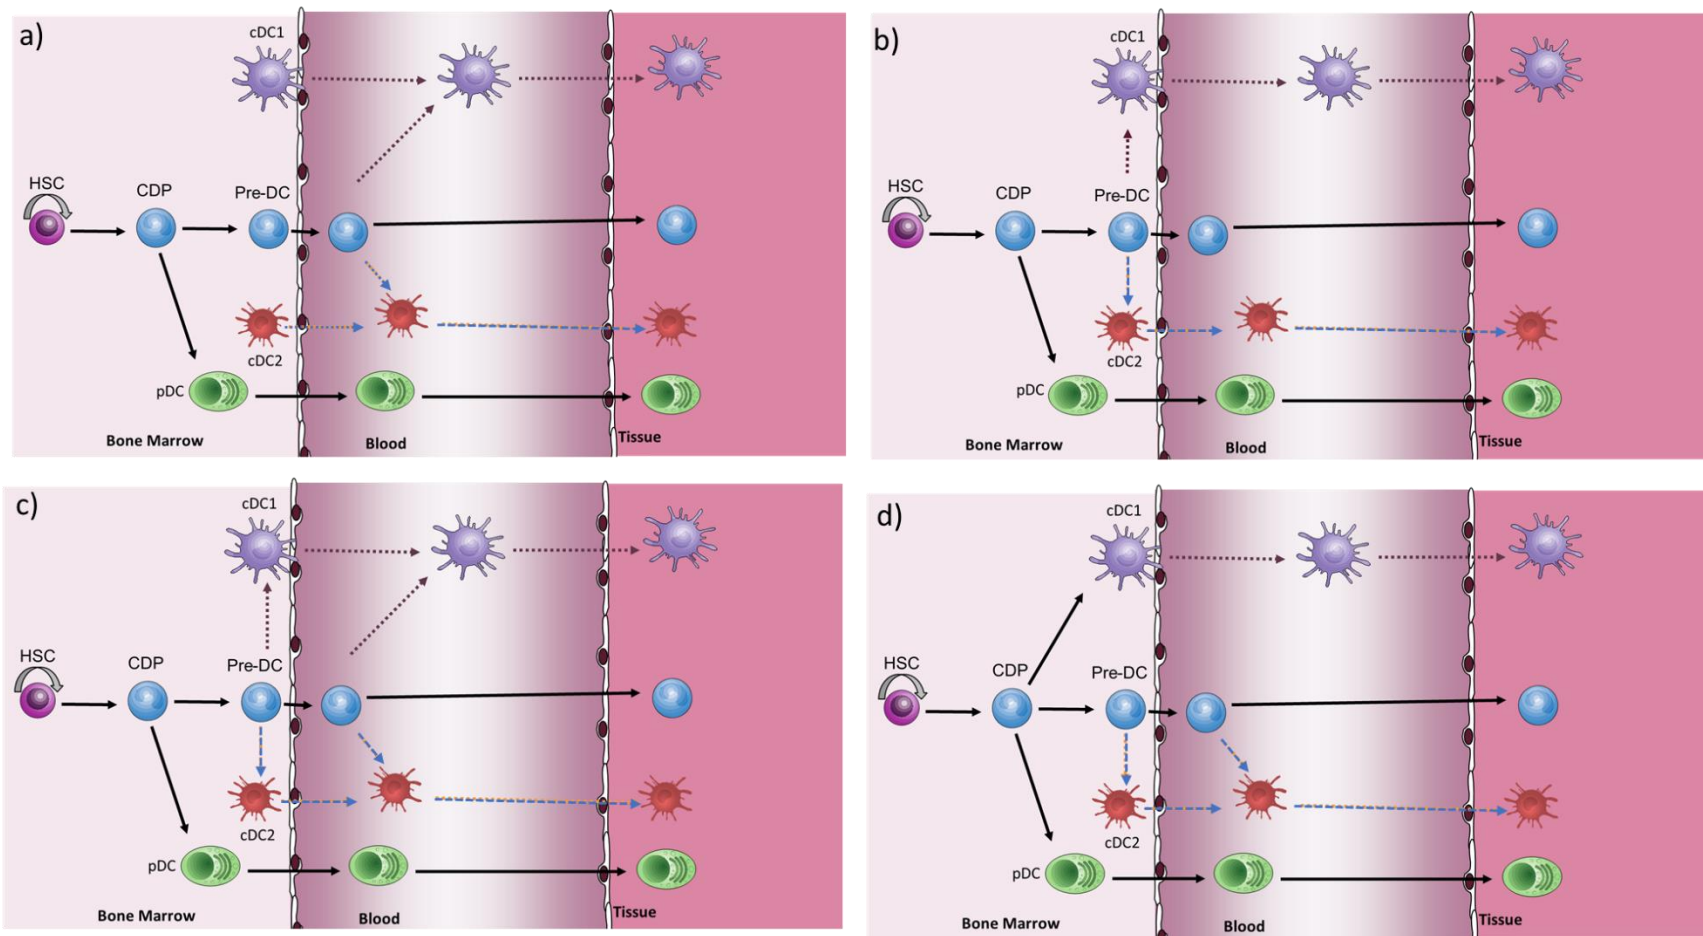 a)
cDC1
HSC
CDP
Pre-DC
cDC2
pDC
Bone Marrow
Blood
Tissue
b)
cDC1
HSC
CDP
Pre-DC
cDC2
pDC
Bone Marrow
Blood
Tissue
c)
cDC1
HSC
CDP
Pre-DC
cDC2
pDC
Bone Marrow
Blood
Tissue
d)
cDC1
HSC
CDP
Pre-DC
cDC2
pDC
Bone Marrow
Blood
Tissue